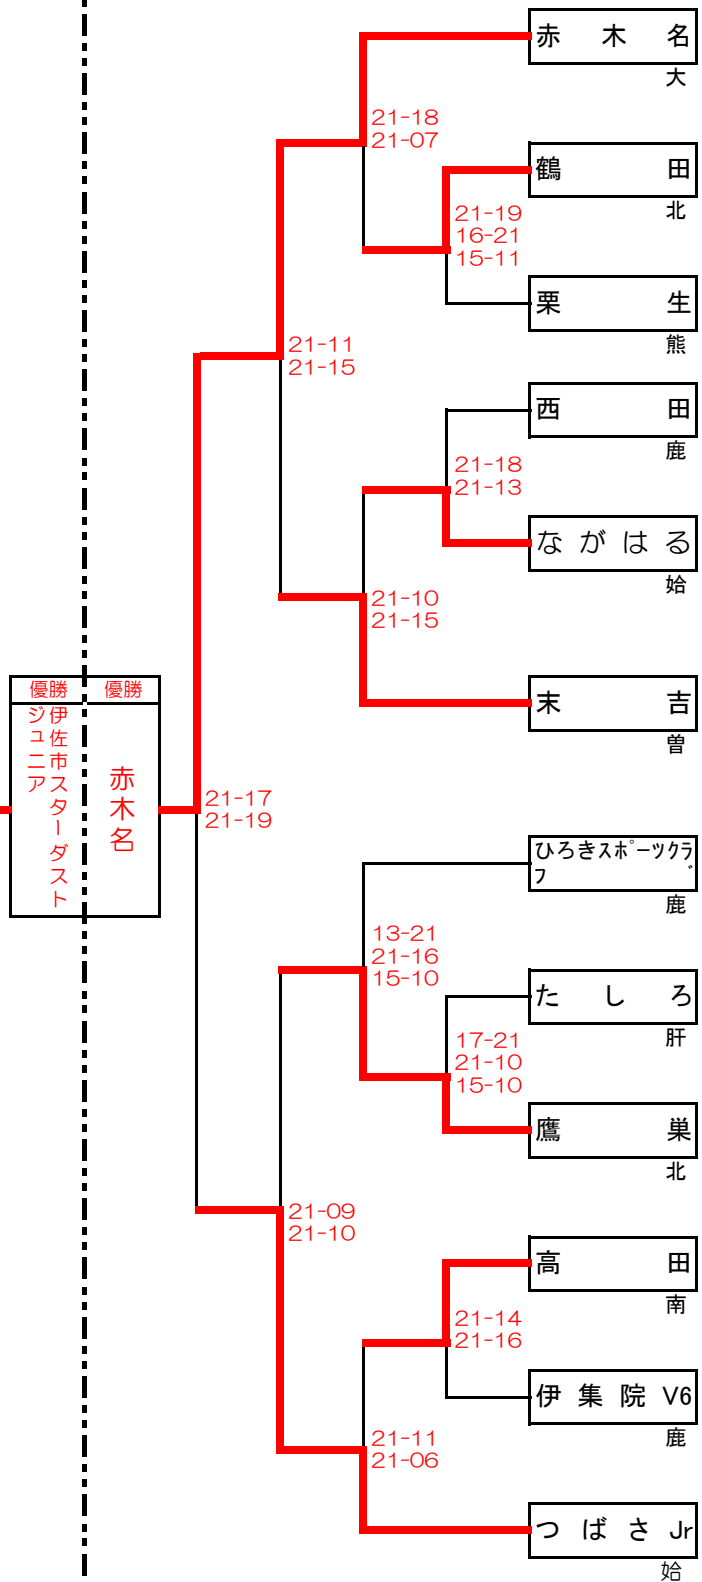 赤木名
大
21-18
21-07
鶴田
北
21-19
16-21
15-11
栗生
熊
21-11
21-15
西田
鹿
21-18
21-13
ながはる
姶
21-10
21-15
末吉
曽
優勝
優勝
伊佐市スターダスト
ジュニア
赤木名
21-17
21-19
ひろきスポーツクラ
ブ
鹿
13-21
21-16
15-10
たしろ
肝
17-21
21-10
15-10
鷹巣
北
21-09
21-10
高田
南
21-14
21-16
伊集院V6
鹿
21-11
21-06
つばさJr
姶